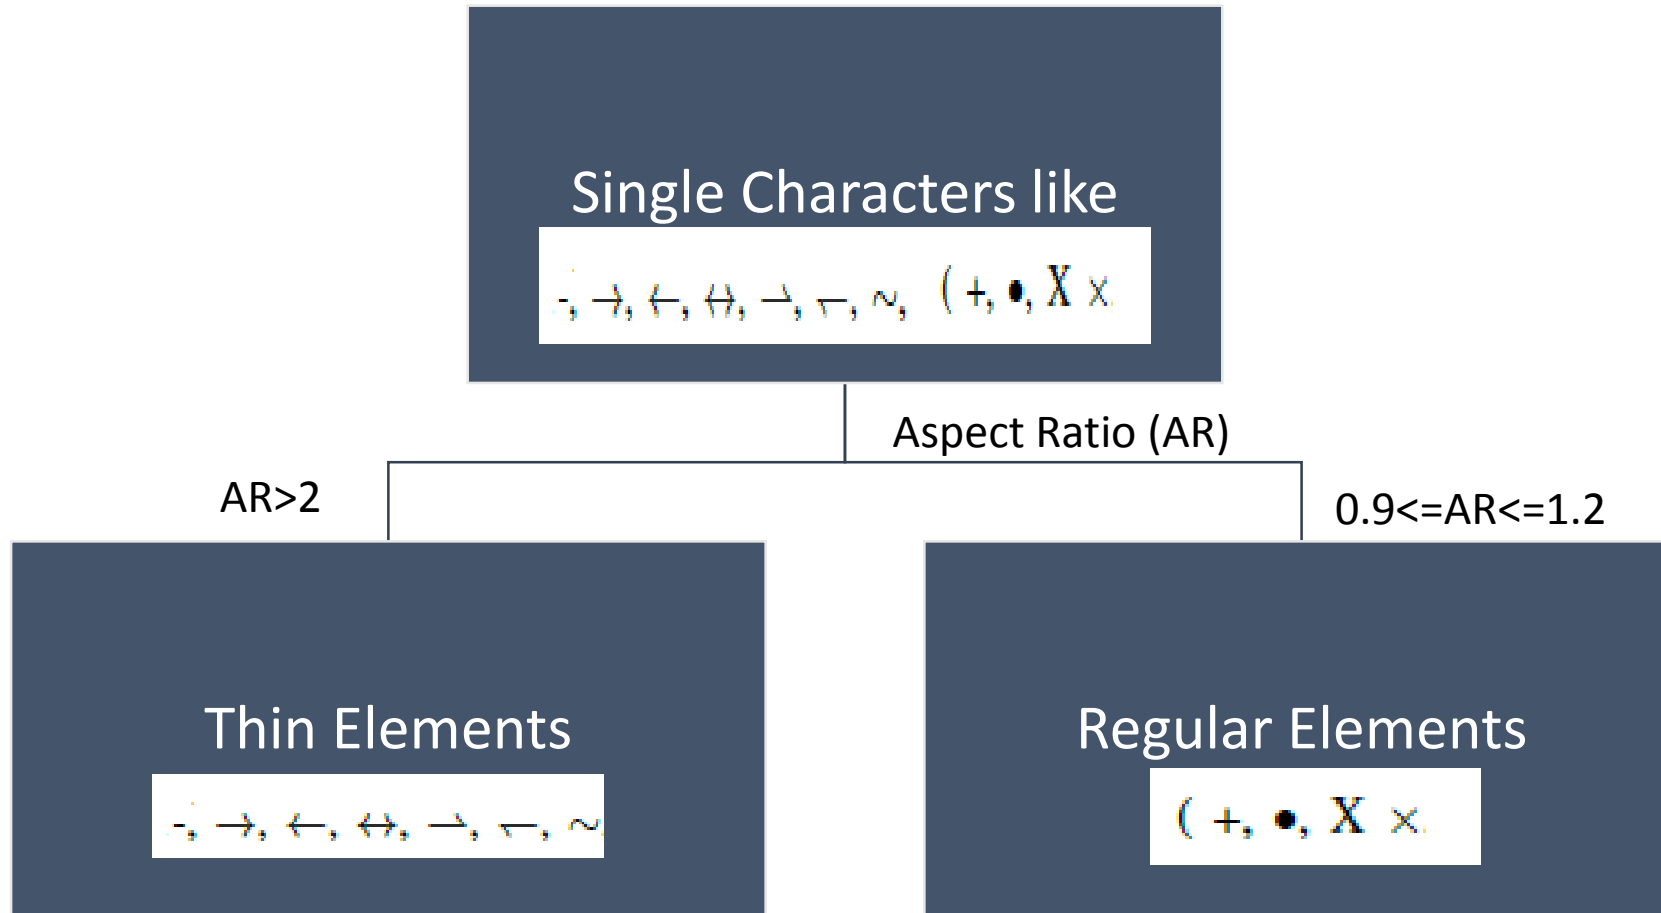 Single Characters like
-, →, ←, ↔, ⇀, ↽, ~, ( +, •, X ×.
Aspect Ratio (AR)
AR>2
0.9<=AR<=1.2
Thin Elements
-, →, ←, ↔, ⇀, ↽, ~
Regular Elements
( +, •, X ×.